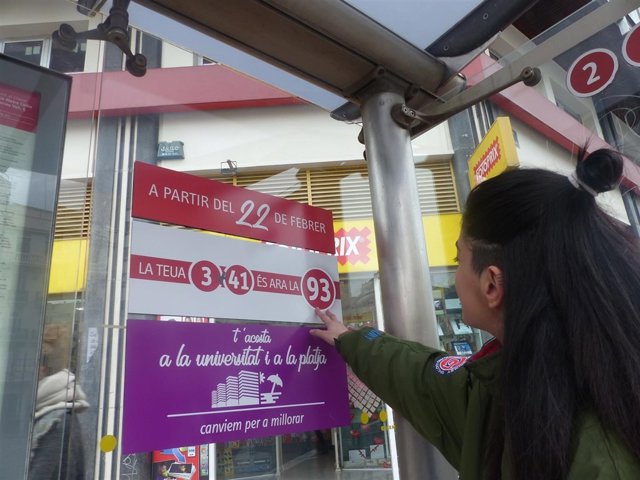 A PARTIR DEL 22 DE FEBRER
LA TEUA 3 41 ÉS ARA LA 93
t'acosta
a la universitat i a la platja
canviem per a millorar
2